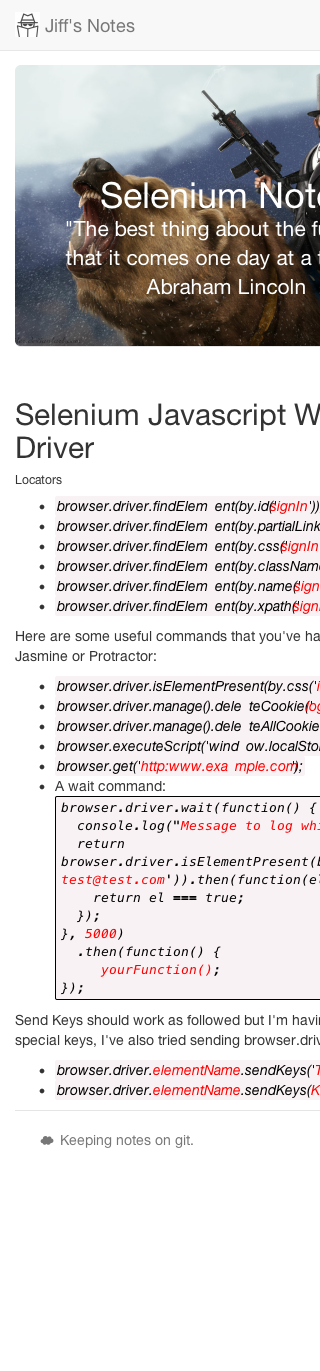 Jiff's Notes
Selenium Not
"The best thing about the fu
that it comes one day at a t
Abraham Lincoln
Selenium Javascript W
Driver
Locators
browser.driver.findElem ent(by.id('signIn'))
browser.driver.findElem ent(by.partialLink
browser.driver.findElem ent(by.css('signIn
browser.driver.findElem ent(by.classNam
browser.driver.findElem ent(by.name('sign
browser.driver.findElem ent(by.xpath('sign
Here are some useful commands that you've ha
Jasmine or Protractor:
browser.driver.isElementPresent(by.css('i
browser.driver.manage().dele teCookie('bg
browser.driver.manage().dele teAllCookie
browser.executeScript('wind ow.localStor
browser.get('http:www.exa mple.com');
A wait command:
browser.driver.wait(function() {
console.log("Message to log whi
return
browser.driver.isElementPresent(b
test@test.com')).then(function(el
return el === true;
});
}, 5000)
.then(function() {
yourFunction();
});
Send Keys should work as followed but I'm havin
special keys, I've also tried sending browser.driv
browser.driver.elementName.sendKeys('T
browser.driver.elementName.sendKeys(K
Keeping notes on git.